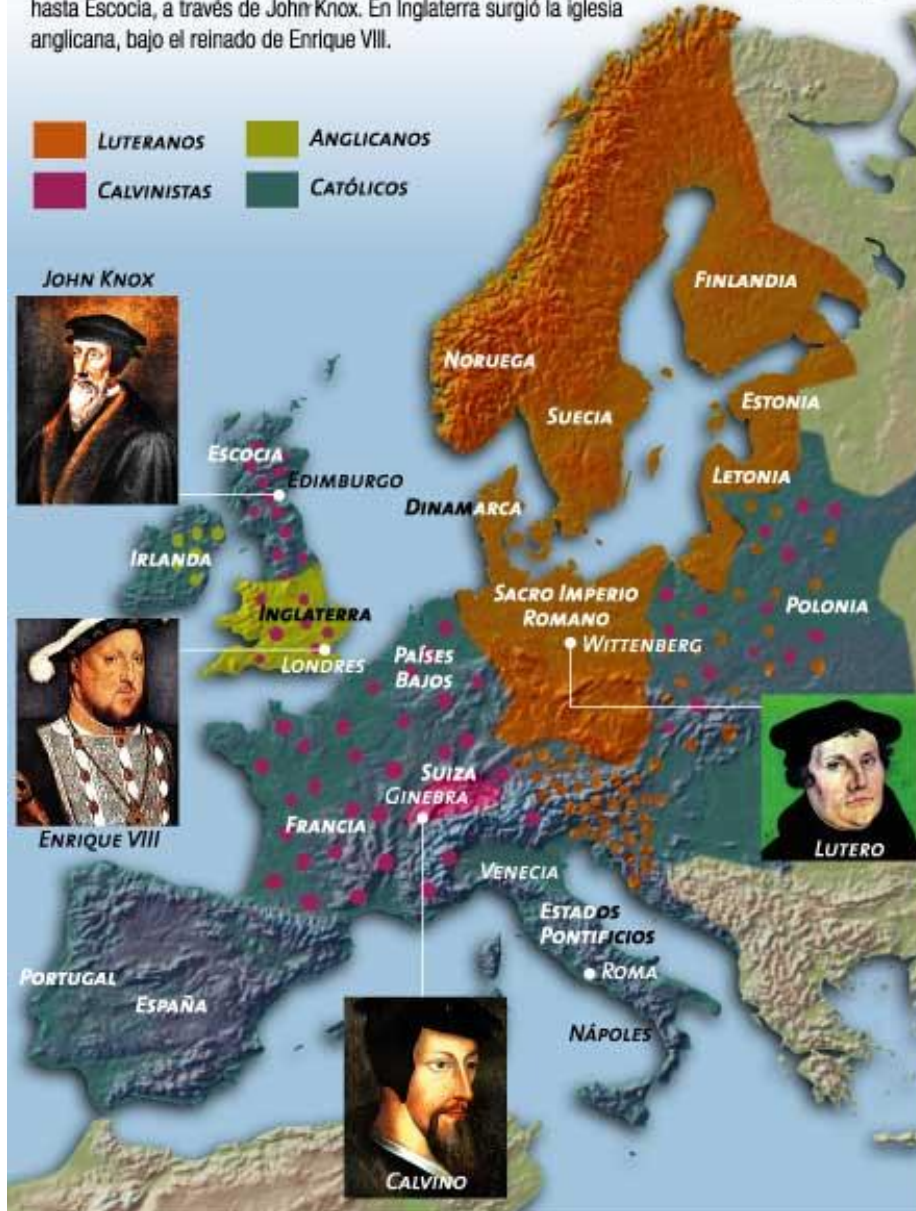 hasta Escocia, a través de John Knox. En Inglaterra surgió la iglesia
anglicana, bajo el reinado de Enrique VIII.
LUTERANOS
ANGLICANOS
CALVINISTAS
CATÓLICOS
JOHN KNOX
FINLANDIA
NORUEGA
SUECIA
ESTONIA
ESCOCIA
LETONIA
EDIMBURGO
DINAMARCA
IRLANDA
SACRO IMPERIO
ROMANO
POLONIA
INGLATERRA
WITTENBERG
LONDRES
PAÍSES
BAJOS
SUIZA
GINEBRA
FRANCIA
ENRIQUE VIII
LUTERO
VENECIA
ESTADOS
PONTIFICIOS
PORTUGAL
ROMA
ESPAÑA
NÁPOLES
CALVINO